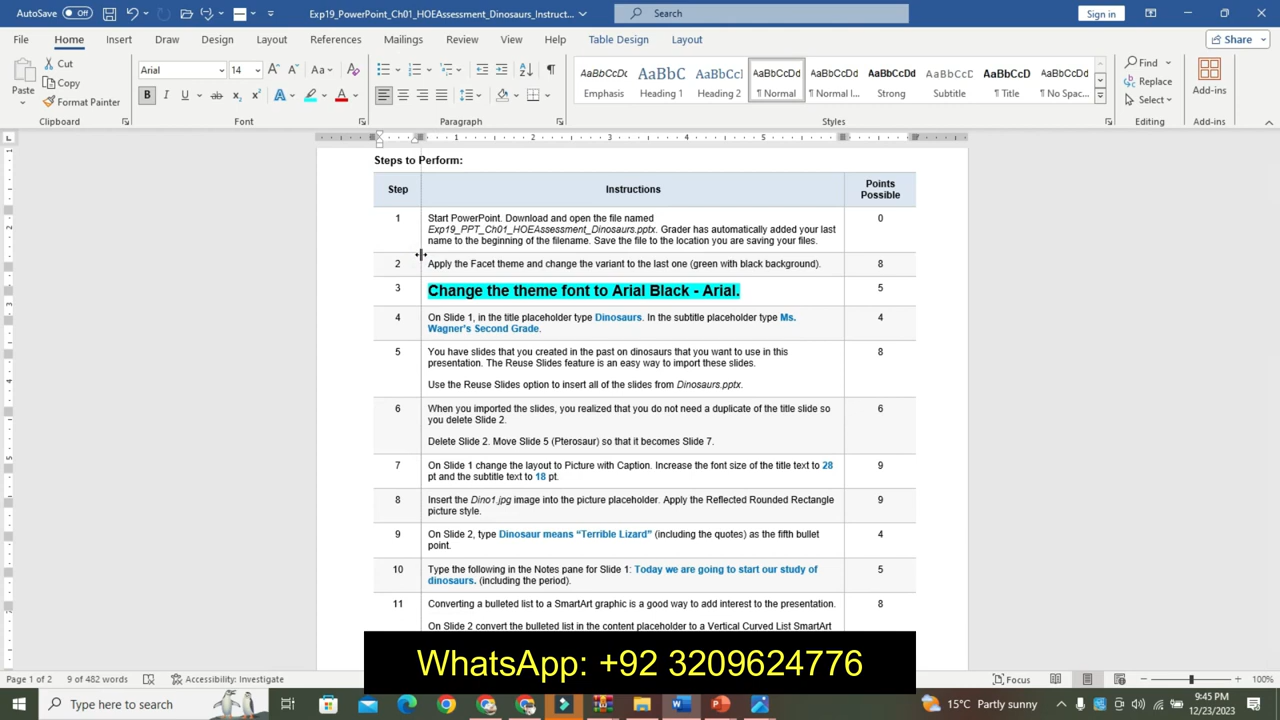 Exp19_PowerPoint_Ch01_HOE
Search
Sign in
File Home Insert Draw Design Layout References Mailings Review View Help Table Design Layout
Share
Paste
Cut
Copy
Format Painter
Clipboard
Arial 14
Font
Paragraph
AaBbCcDc AaBbC AaBbCcI AaBbCcDd AaBbCcDd AaBbCcDd AaBbCcD AaBbCcD AaBbCcDd
Emphasis Heading 1 Heading 2 ¶ Normal ¶ Normal I... Strong Subtitle ¶ Title ¶ No Spac...
Styles
Find
Replace
Select
Editing
Add-ins
Add-ins
1 2 3 4 5
Steps to Perform:
Step Instructions Points
Possible
1 Start PowerPoint. Download and open the file named 0
Exp19_PPT_Ch01_HOEAssessment_Dinosaurs.pptx. Grader has automatically added your last
name to the beginning of the filename. Save the file to the location you are saving your files.
2 Apply the Facet theme and change the variant to the last one (green with black background). 8
3 Change the theme font to Arial Black - Arial. 5
4 On Slide 1, in the title placeholder type Dinosaurs. In the subtitle placeholder type Ms. 4
Wagner's Second Grade.
5 You have slides that you created in the past on dinosaurs that you want to use in this 8
presentation. The Reuse Slides feature is an easy way to import these slides.
Use the Reuse Slides option to insert all of the slides from Dinosaurs.pptx.
6 When you imported the slides, you realized that you do not need a duplicate of the title slide so 6
you delete Slide 2.
Delete Slide 2. Move Slide 5 (Pterosaur) so that it becomes Slide 7.
7 On Slide 1 change the layout to Picture with Caption. Increase the font size of the title text to 28 9
pt and the subtitle text to 18 pt.
8 Insert the Dino1.jpg image into the picture placeholder. Apply the Reflected Rounded Rectangle 9
picture style.
9 On Slide 2, type Dinosaur means “Terrible Lizard” (including the quotes) as the fifth bullet 4
point.
10 Type the following in the Notes pane for Slide 1: Today we are going to start our study of 5
dinosaurs. (including the period).
11 Converting a bulleted list to a SmartArt graphic is a good way to add interest to the presentation. 8
On Slide 2 convert the bulleted list in the content placeholder to a Vertical Curved List SmartArt
WhatsApp: +92 3209624776
Page 1 of 2 9 of 482 words Accessibility: Investigate
Focus
100%
Type here to search
15°C Partly sunny
9:45 PM
12/23/2023